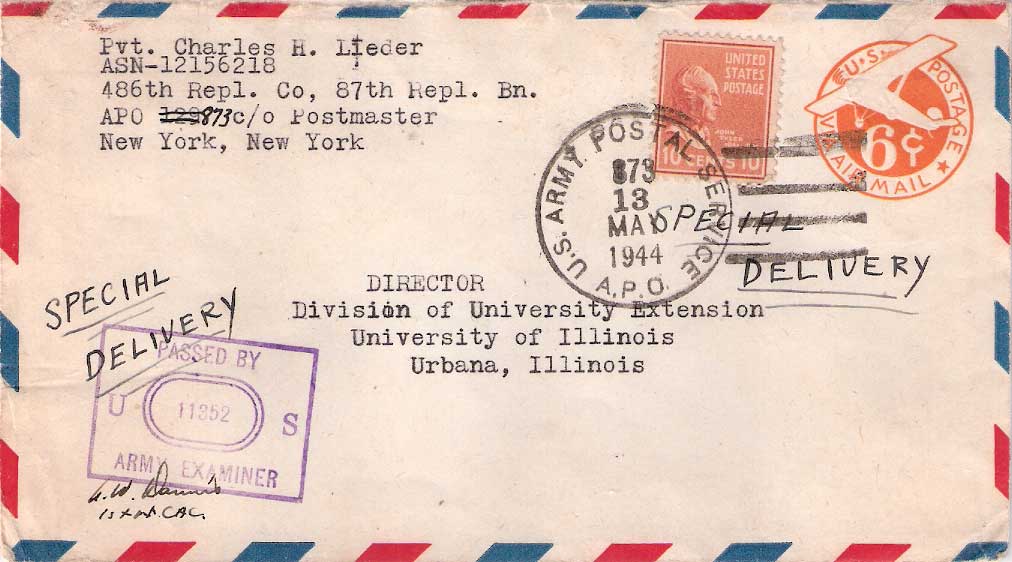 Pvt. Charles H. Lieder
ASN-12156218
486th Repl. Co, 87th Repl. Bn.
APO 129 873 c/o Postmaster
New York, New York
UNITED
STATES
POSTAGE
JOHN
TYLER
10 CENTS 10
U.S. POSTAGE
6¢
VIA AIR MAIL
U.S. ARMY POSTAL SERVICE
873
13
MAY
1944
A.P.O.
SPECIAL
DELIVERY
DIRECTOR
Division of University Extension
University of Illinois
Urbana, Illinois
SPECIAL
DELIVERY
PASSED BY
U 11352 S
ARMY EXAMINER